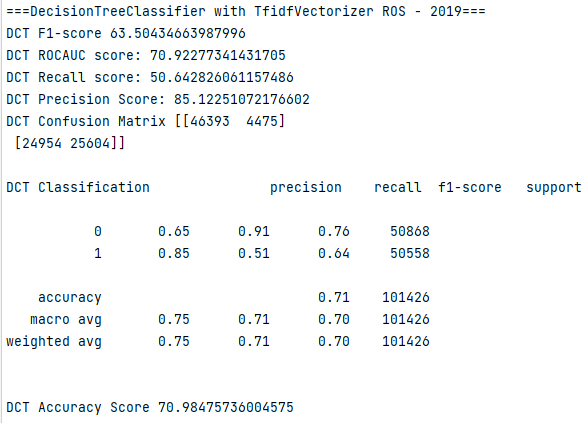 ===DecisionTreeClassifier with TfidfVectorizer ROS - 2019===
DCT F1-score 63.50434663987996
DCT ROCAUC score: 70.92277341431705
DCT Recall score: 50.642826061157486
DCT Precision Score: 85.12251072176602
DCT Confusion Matrix [[46393  4475]
 [24954 25604]]
DCT Classification               precision    recall  f1-score   support
           0       0.65      0.91      0.76     50868
           1       0.85      0.51      0.64     50558
    accuracy                           0.71    101426
   macro avg       0.75      0.71      0.70    101426
weighted avg       0.75      0.71      0.70    101426
DCT Accuracy Score 70.98475736004575